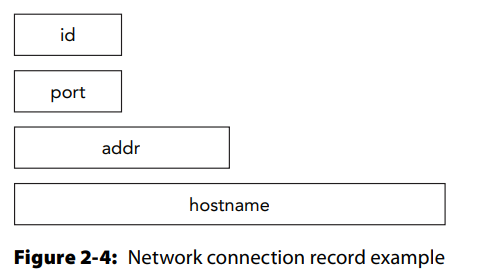 id
port
addr
hostname
Figure 2-4: Network connection record example